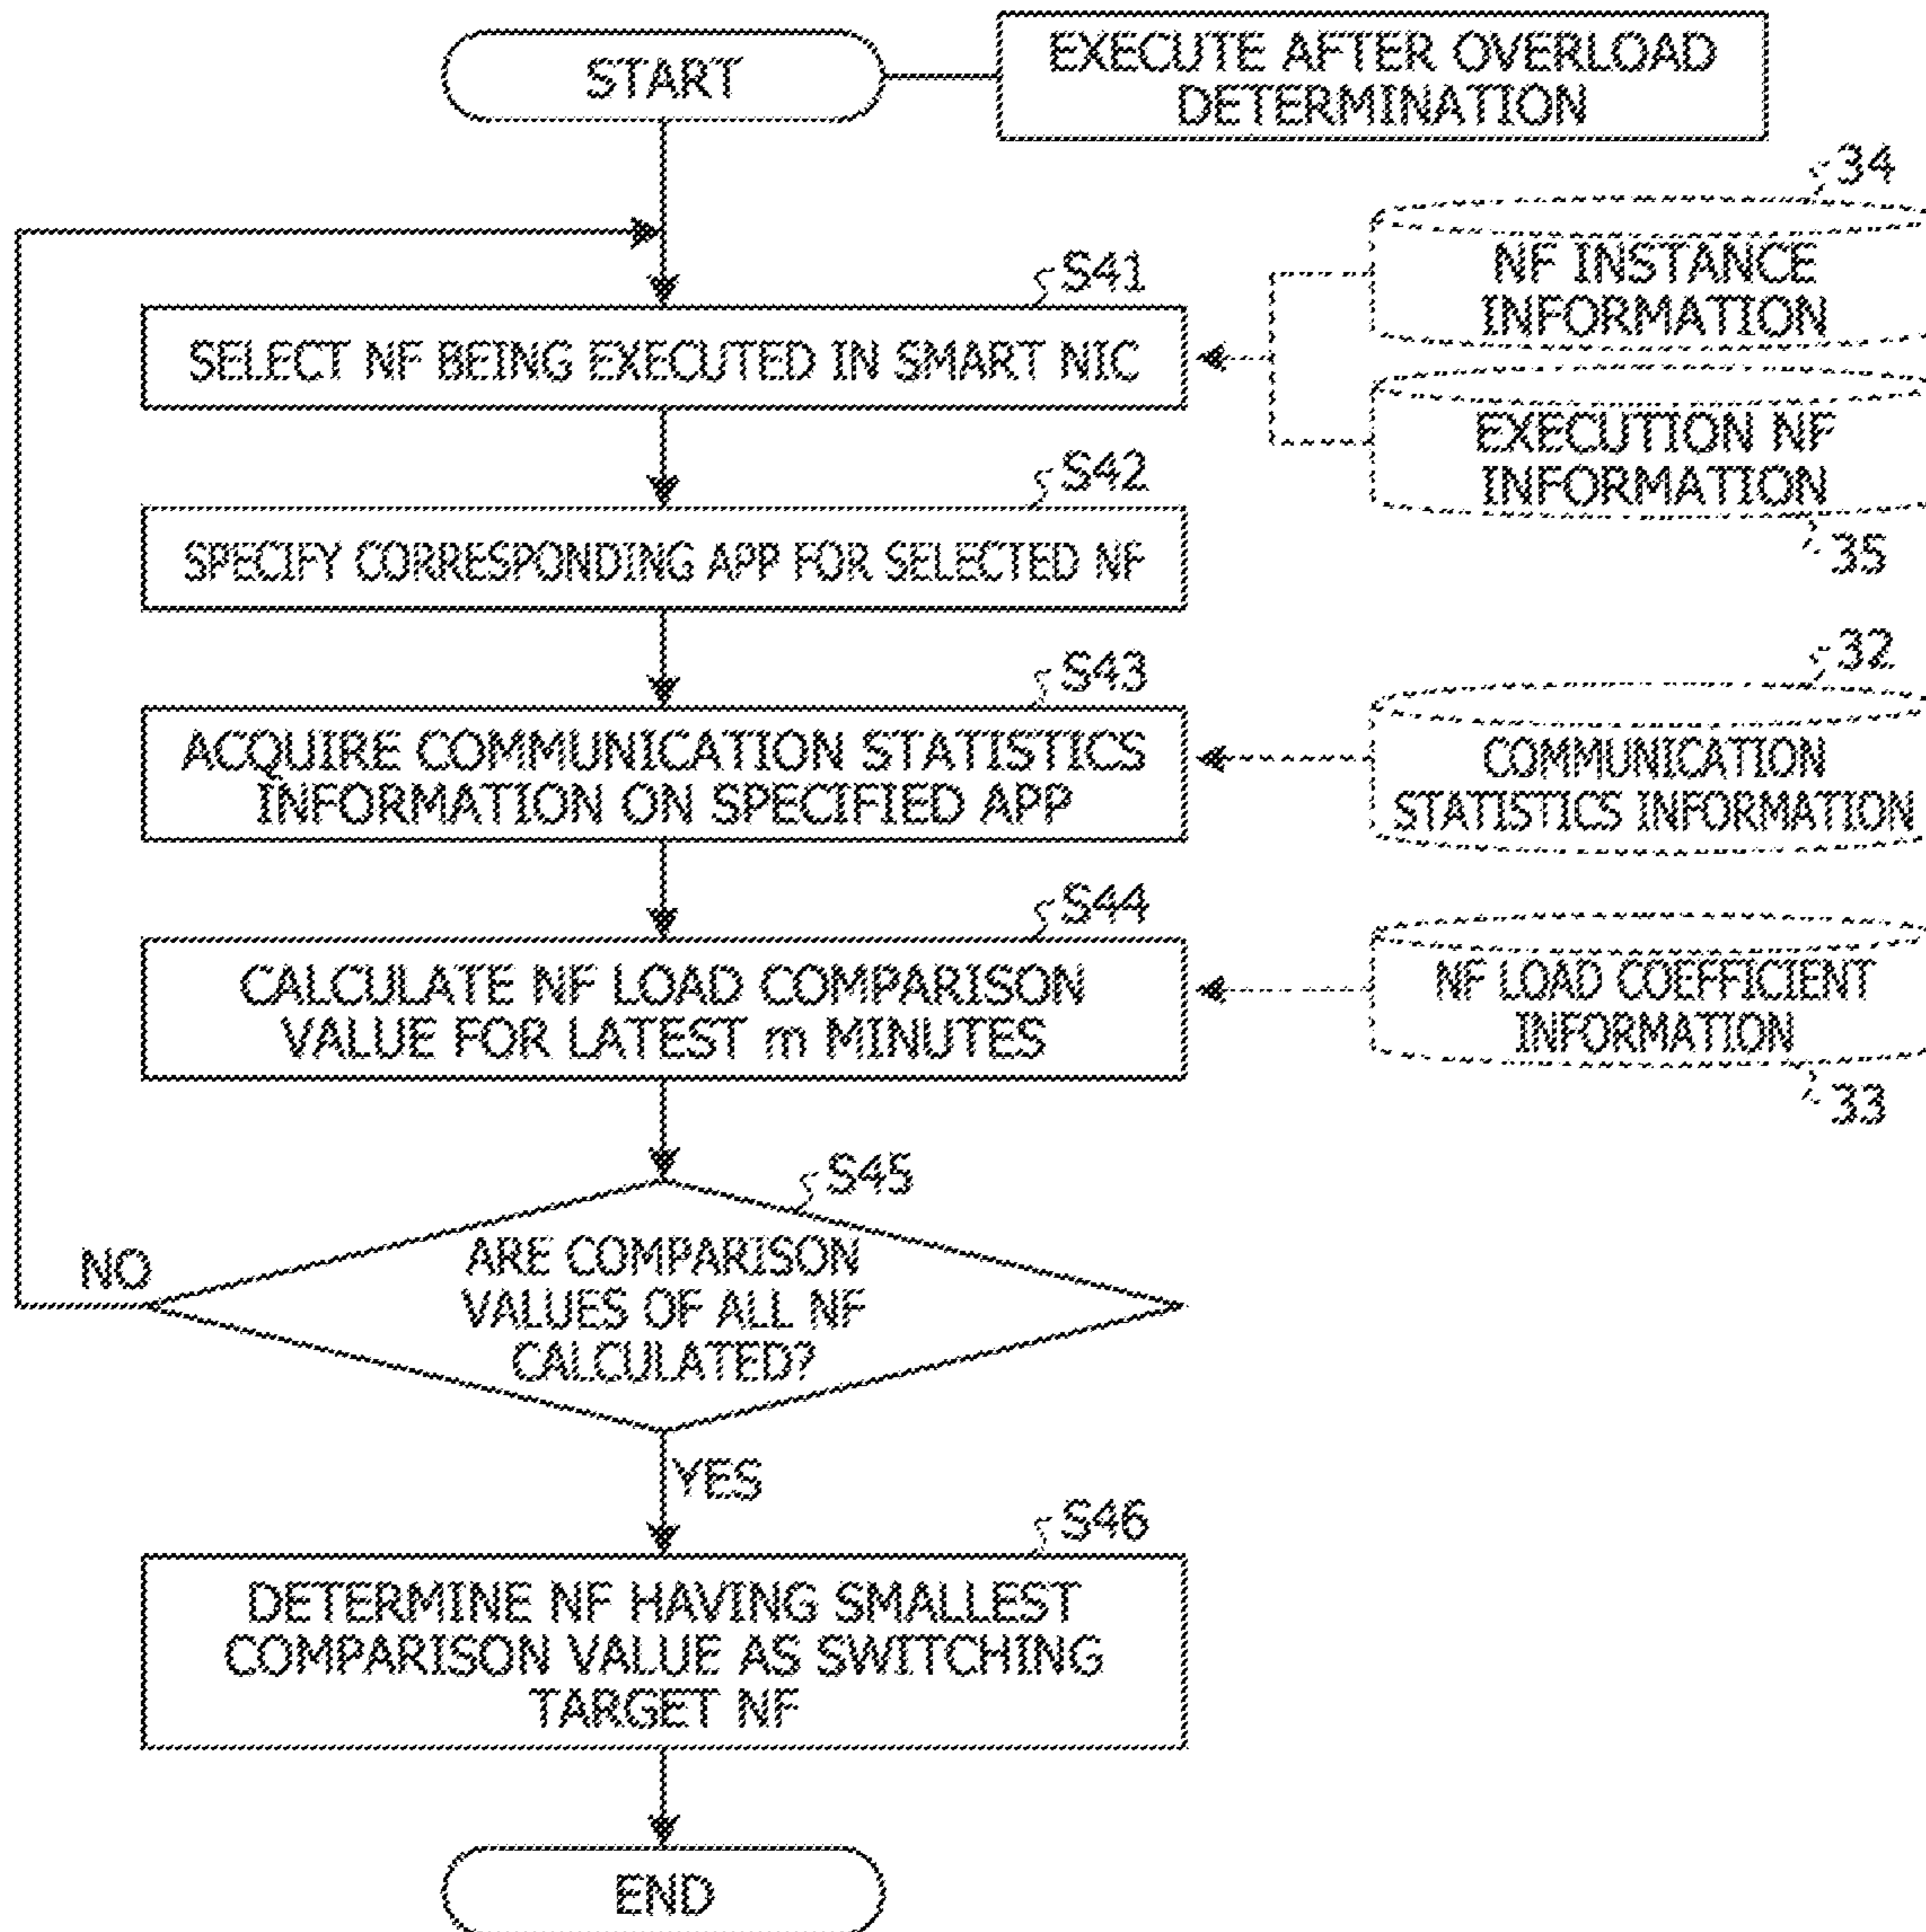 START
EXECUTE AFTER OVERLOAD
DETERMINATION
34
NF INSTANCE
INFORMATION
S41
SELECT NF BEING EXECUTED IN SMART NIC
EXECUTION NF
INFORMATION
35
S42
SPECIFY CORRESPONDING APP FOR SELECTED NF
S43
ACQUIRE COMMUNICATION STATISTICS
INFORMATION ON SPECIFIED APP
32
COMMUNICATION
STATISTICS INFORMATION
S44
CALCULATE NF LOAD COMPARISON
VALUE FOR LATEST m MINUTES
NF LOAD COEFFICIENT
INFORMATION
33
S45
ARE COMPARISON
VALUES OF ALL NF
CALCULATED?
NO
YES
S46
DETERMINE NF HAVING SMALLEST
COMPARISON VALUE AS SWITCHING
TARGET NF
END